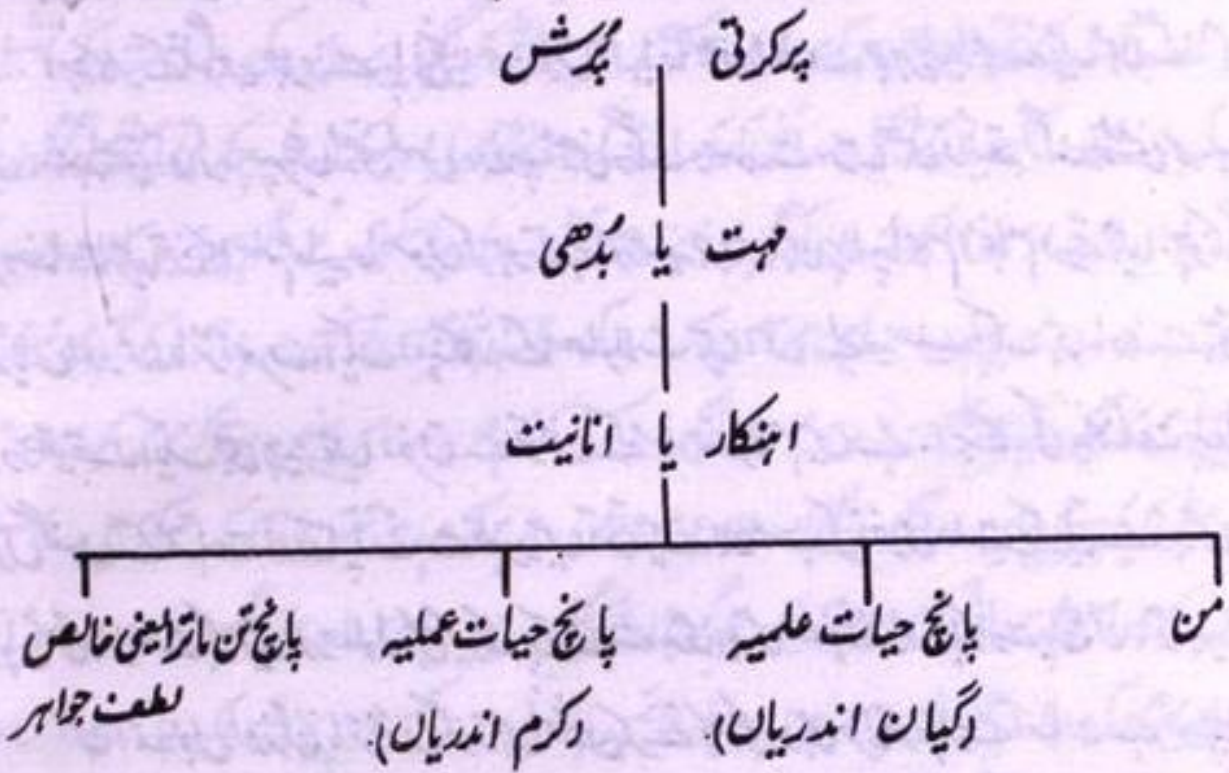 پرکرتی پُرش
مہت یا بُدھی
اہنکار یا انانیت
من
پانچ حیات علمیہ
(گیان اندریاں)
پانچ حیات عملیہ
(کرم اندریاں)
پانچ تن ماترا یعنی خالص
لطف جواہر